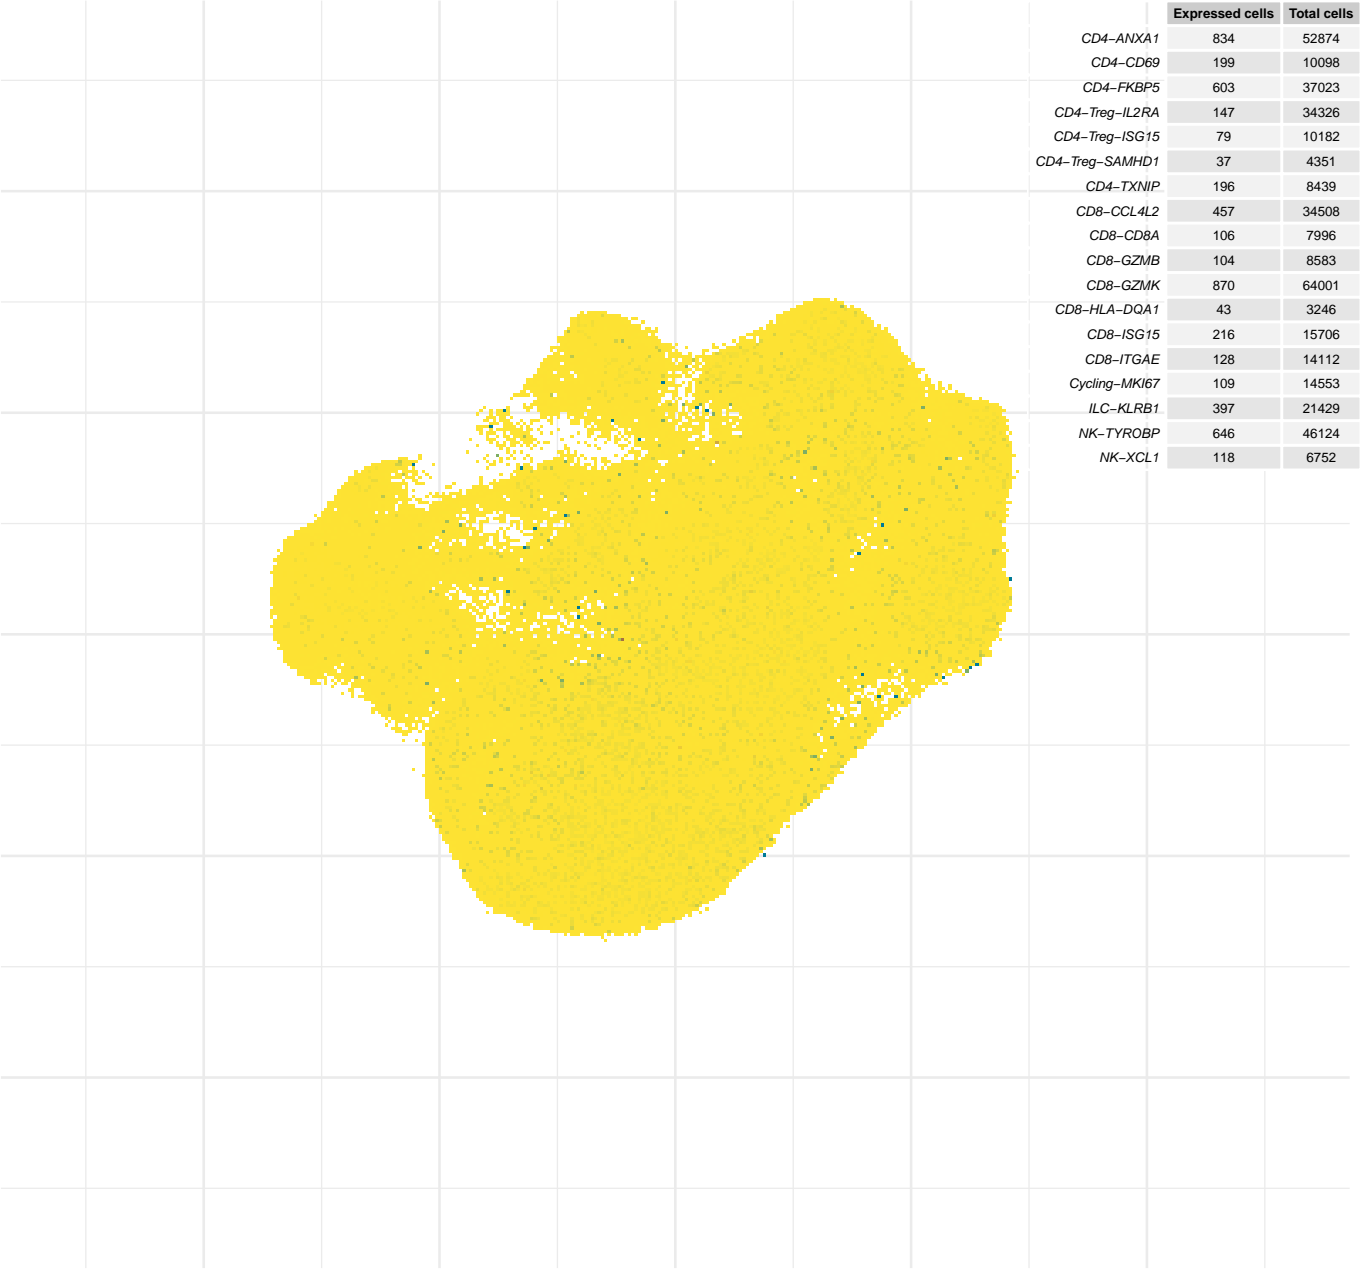 Expressed cells Total cells
CD4−ANXA1 834 52874
CD4−CD69 199 10098
CD4−FKBP5 603 37023
CD4−Treg−IL2RA 147 34326
CD4−Treg−ISG15 79 10182
CD4−Treg−SAMHD1 37 4351
CD4−TXNIP 196 8439
CD8−CCL4L2 457 34508
CD8−CD8A 106 7996
CD8−GZMB 104 8583
CD8−GZMK 870 64001
CD8−HLA−DQA1 43 3246
CD8−ISG15 216 15706
CD8−ITGAE 128 14112
Cycling−MKI67 109 14553
ILC−KLRB1 397 21429
NK−TYROBP 646 46124
NK−XCL1 118 6752